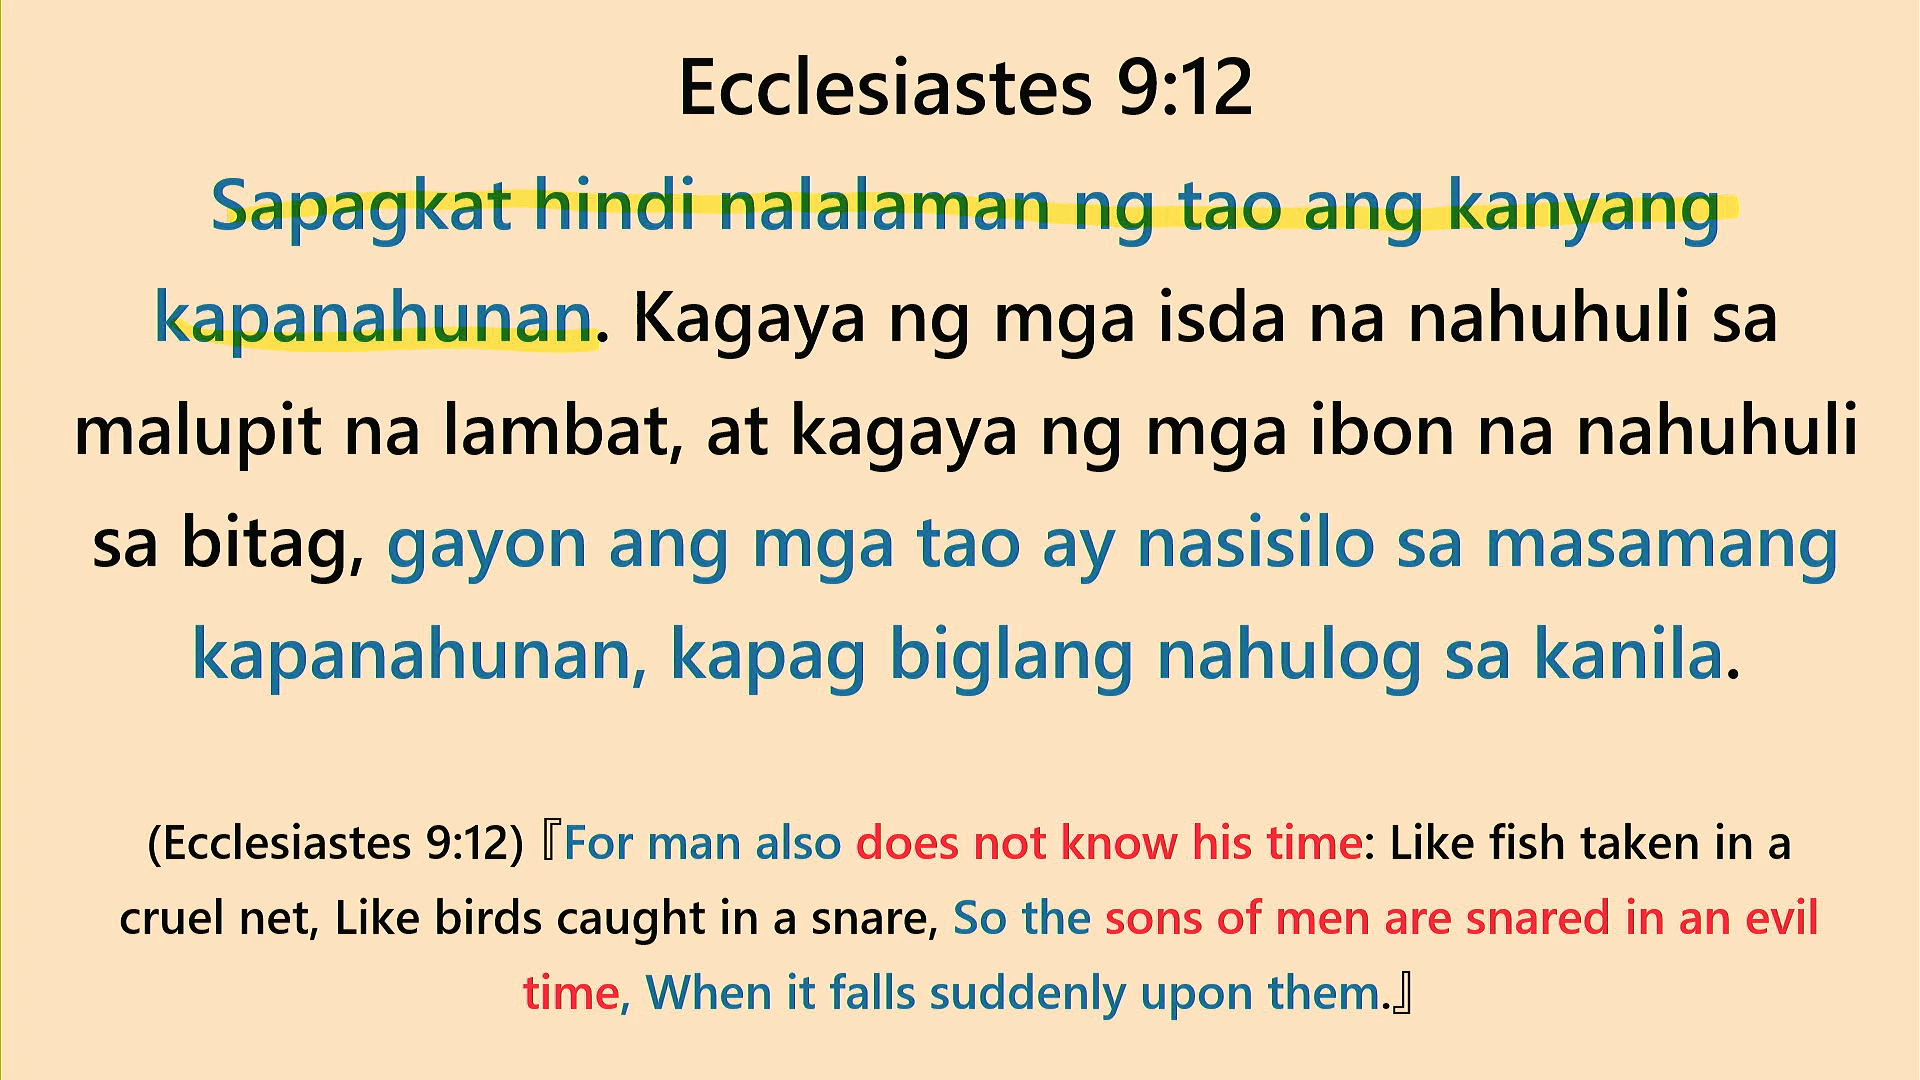 Ecclesiastes 9:12
Sapagkat hindi nalalaman ng tao ang kanyang
kapanahunan. Kagaya ng mga isda na nahuhuli sa
malupit na lambat, at kagaya ng mga ibon na nahuhuli
sa bitag, gayon ang mga tao ay nasisilo sa masamang
kapanahunan, kapag biglang nahulog sa kanila.
(Ecclesiastes 9:12) 『For man also does not know his time: Like fish taken in a
cruel net, Like birds caught in a snare, So the sons of men are snared in an evil
time, When it falls suddenly upon them.』